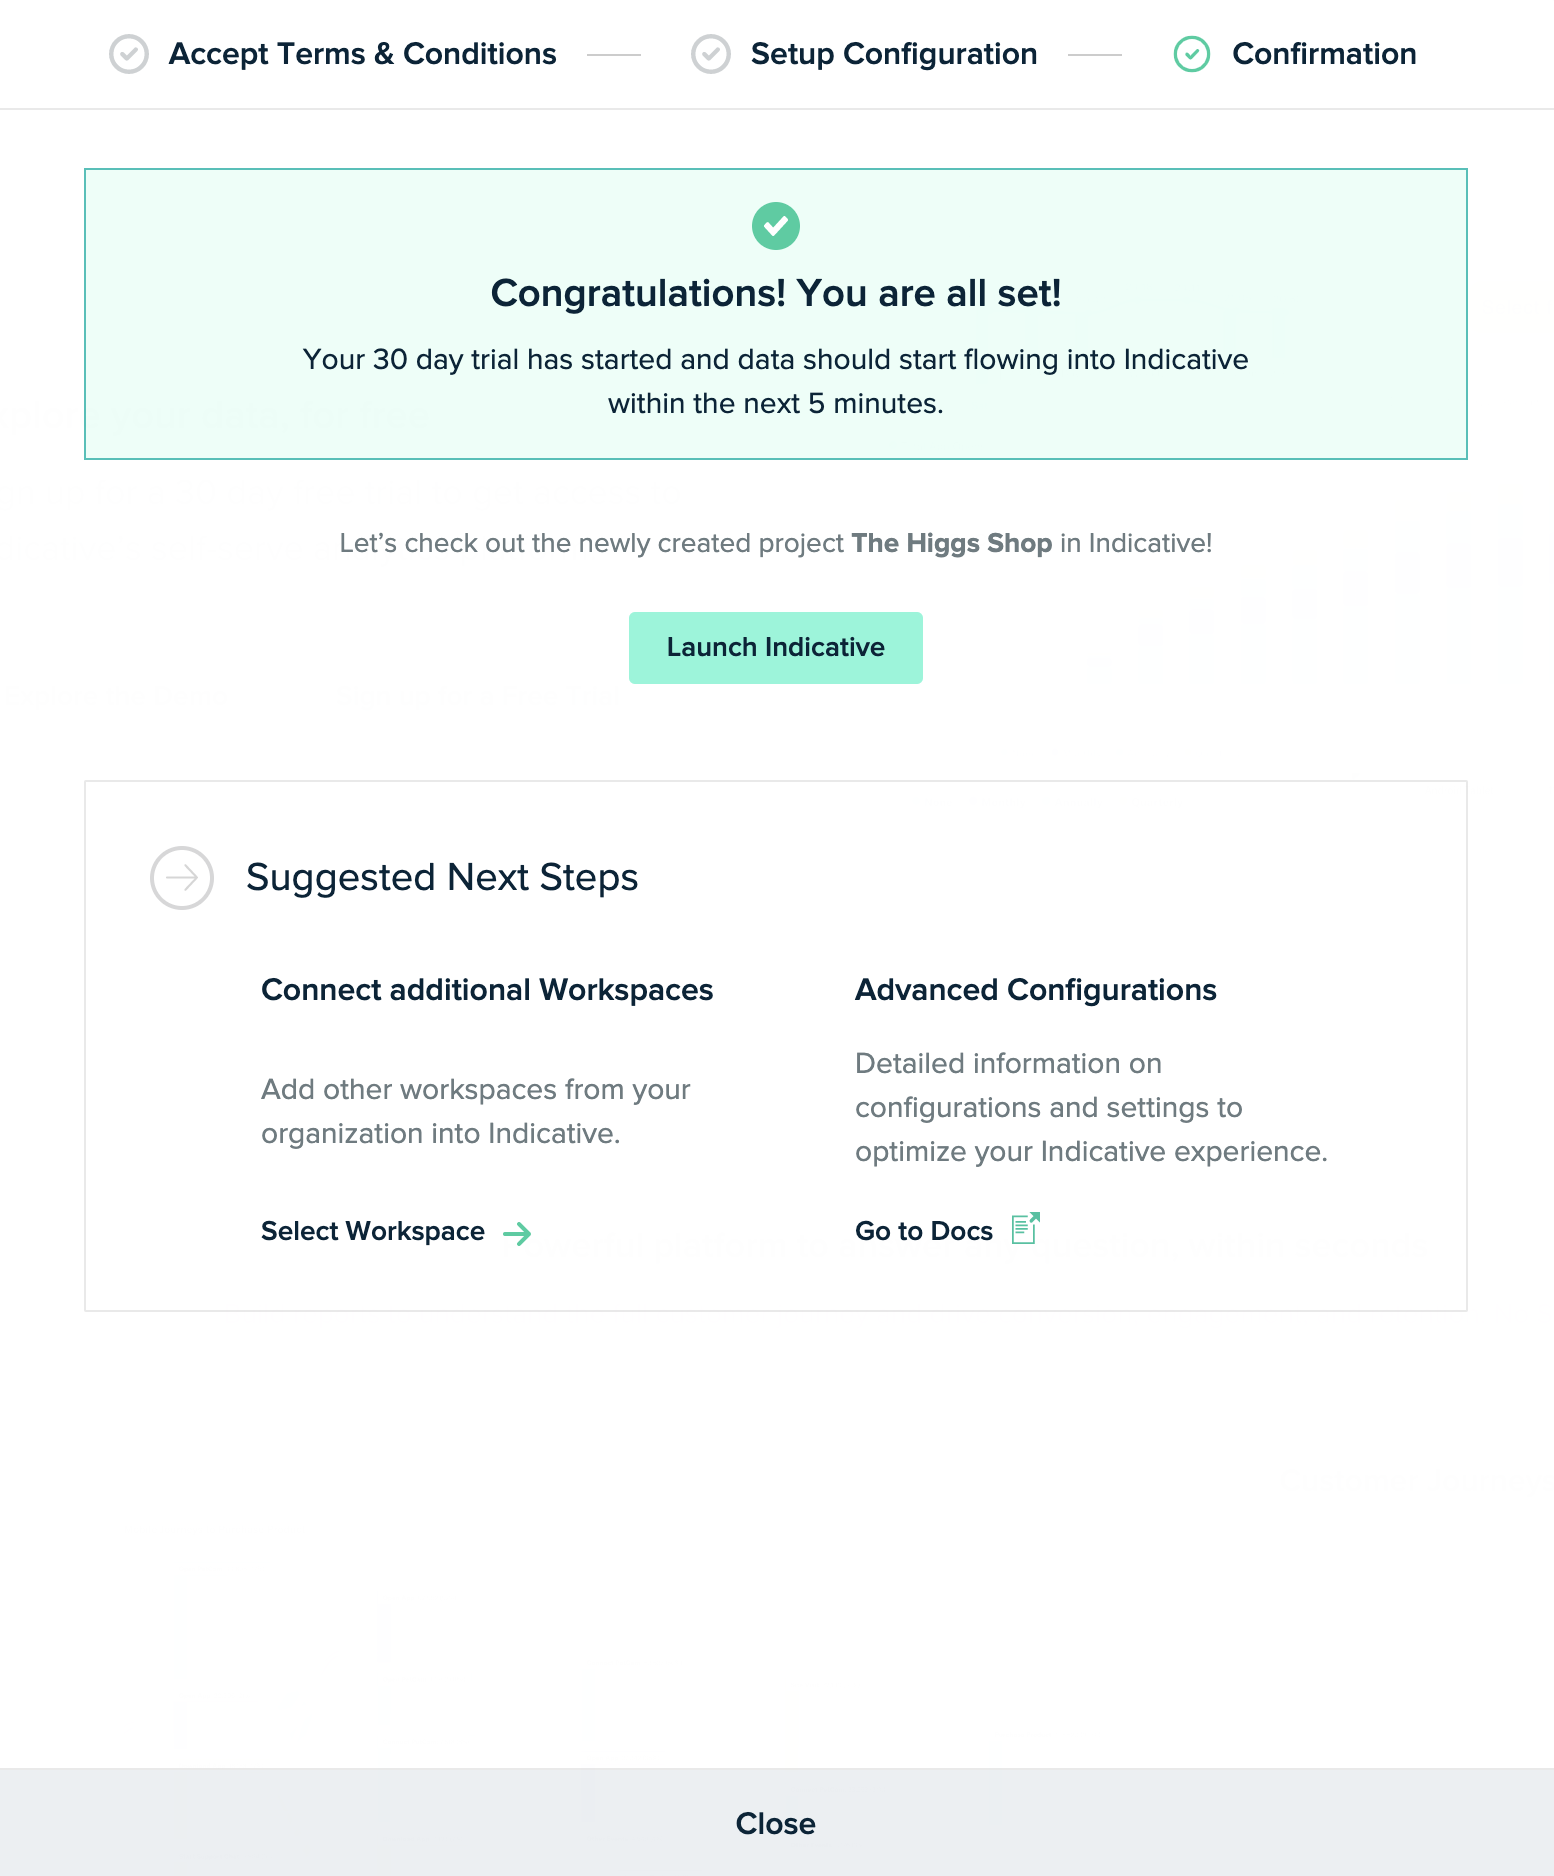 Accept Terms & Conditions
Setup Configuration
Confirmation
Congratulations! You are all set!
Your 30 day trial has started and data should start flowing into Indicative
within the next 5 minutes.
Let’s check out the newly created project The Higgs Shop in Indicative!
Launch Indicative
Suggested Next Steps
Connect additional Workspaces
Add other workspaces from your
organization into Indicative.
Select Workspace
Advanced Configurations
Detailed information on
configurations and settings to
optimize your Indicative experience.
Go to Docs
Close